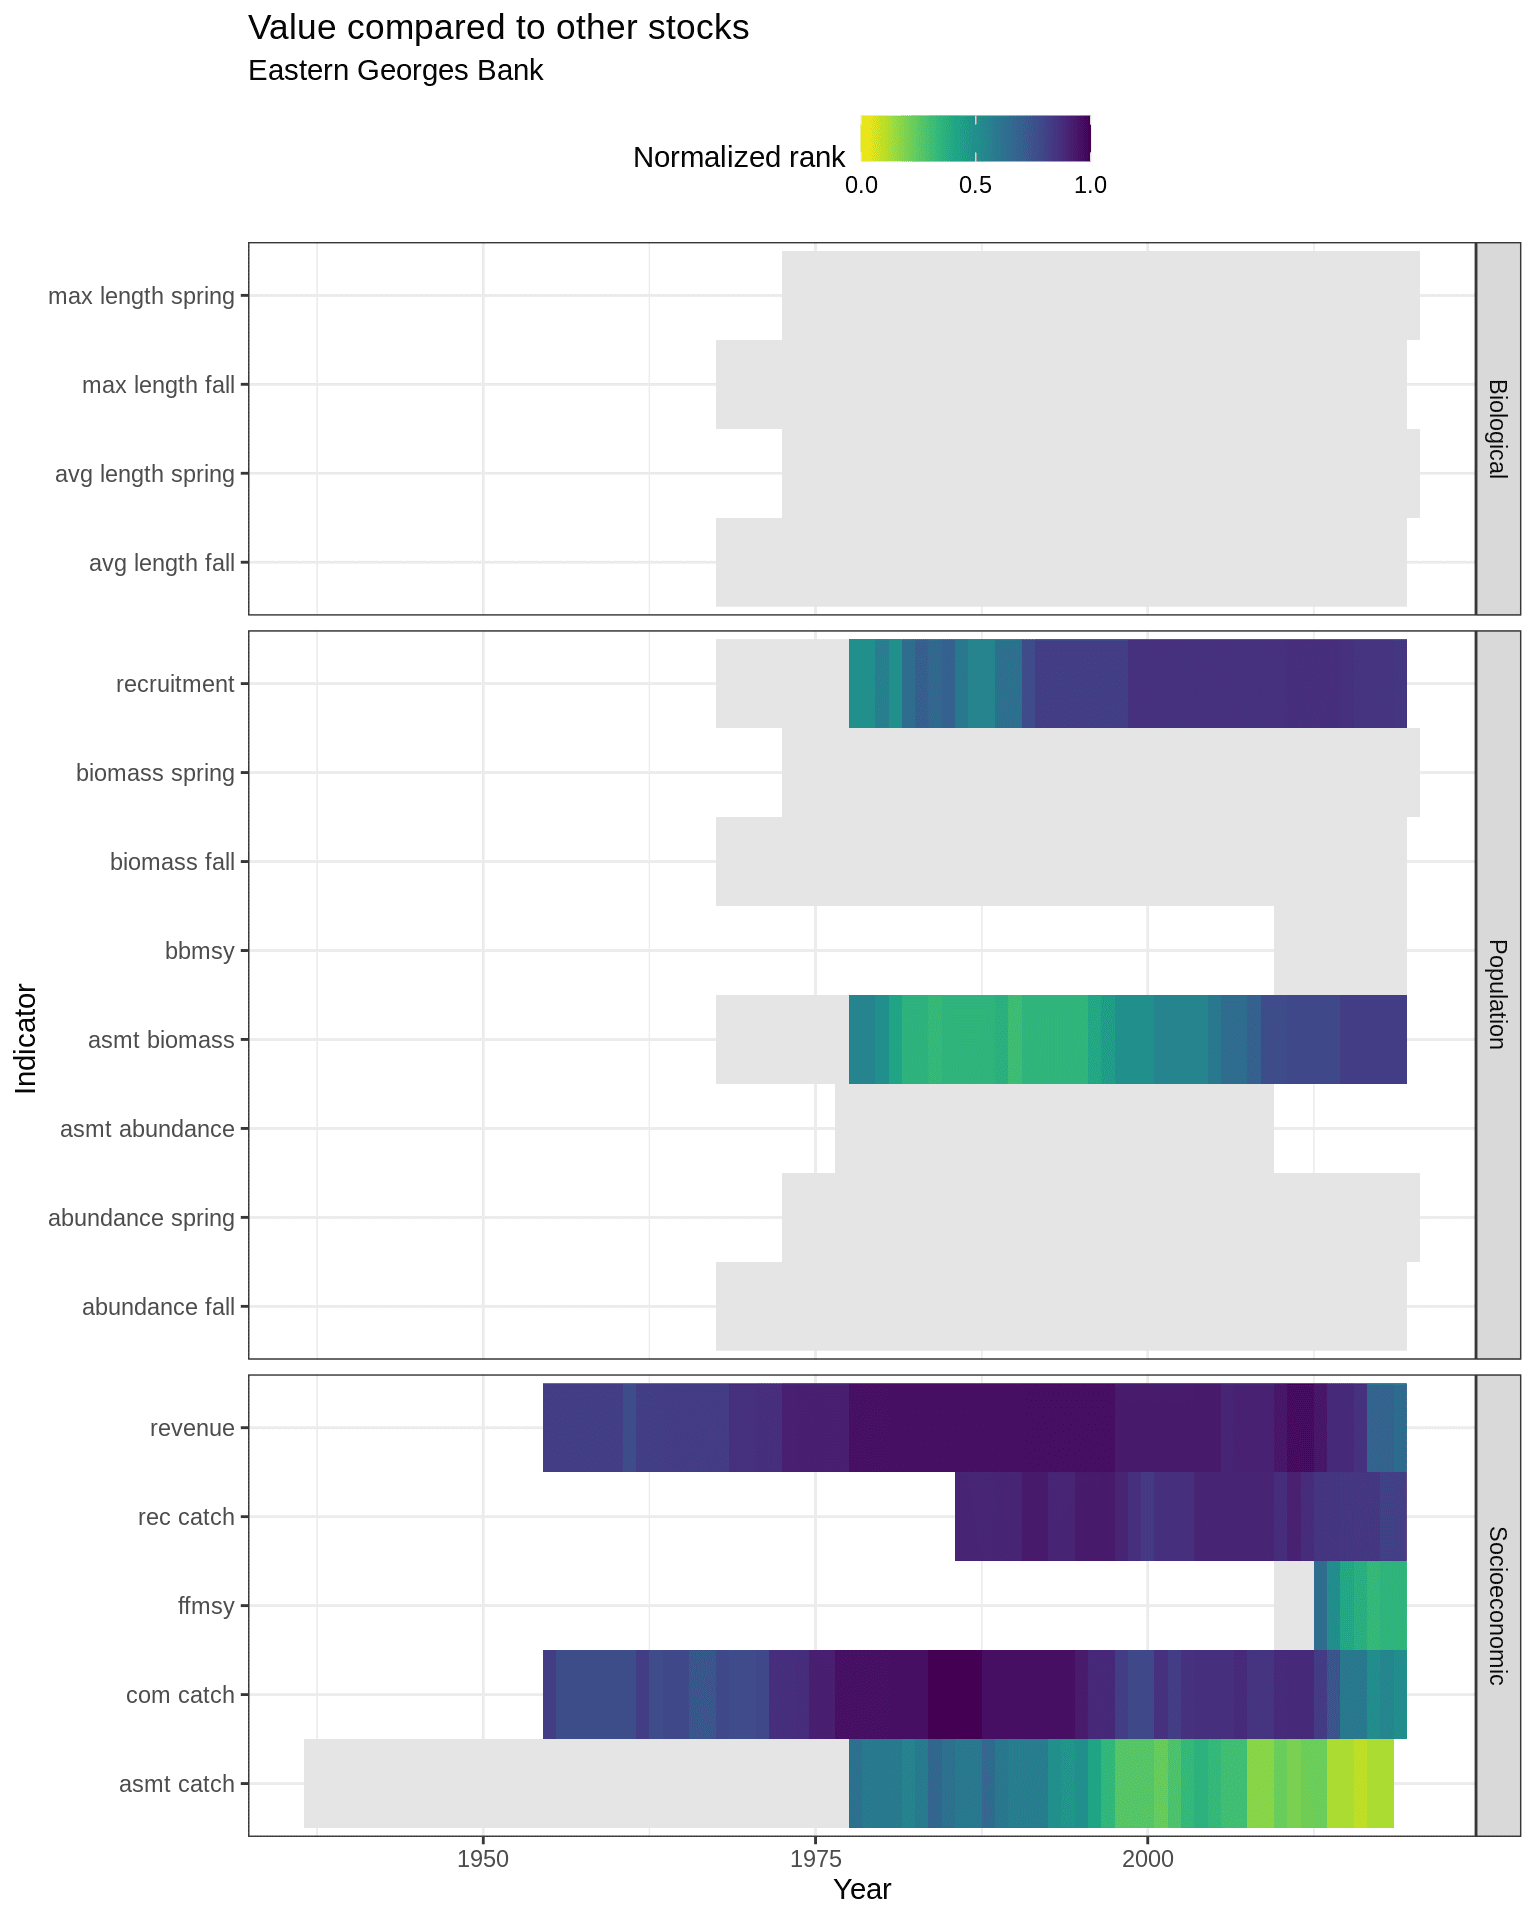 Value compared to other stocks
Eastern Georges Bank
Normalized rank
0.0 0.5 1.0
max length spring
max length fall
avg length spring
avg length fall
Biological
recruitment
biomass spring
biomass fall
bbmsy
asmt biomass
asmt abundance
abundance spring
abundance fall
Population
Indicator
revenue
rec catch
ffmsy
com catch
asmt catch
Socioeconomic
1950 1975 2000
Year